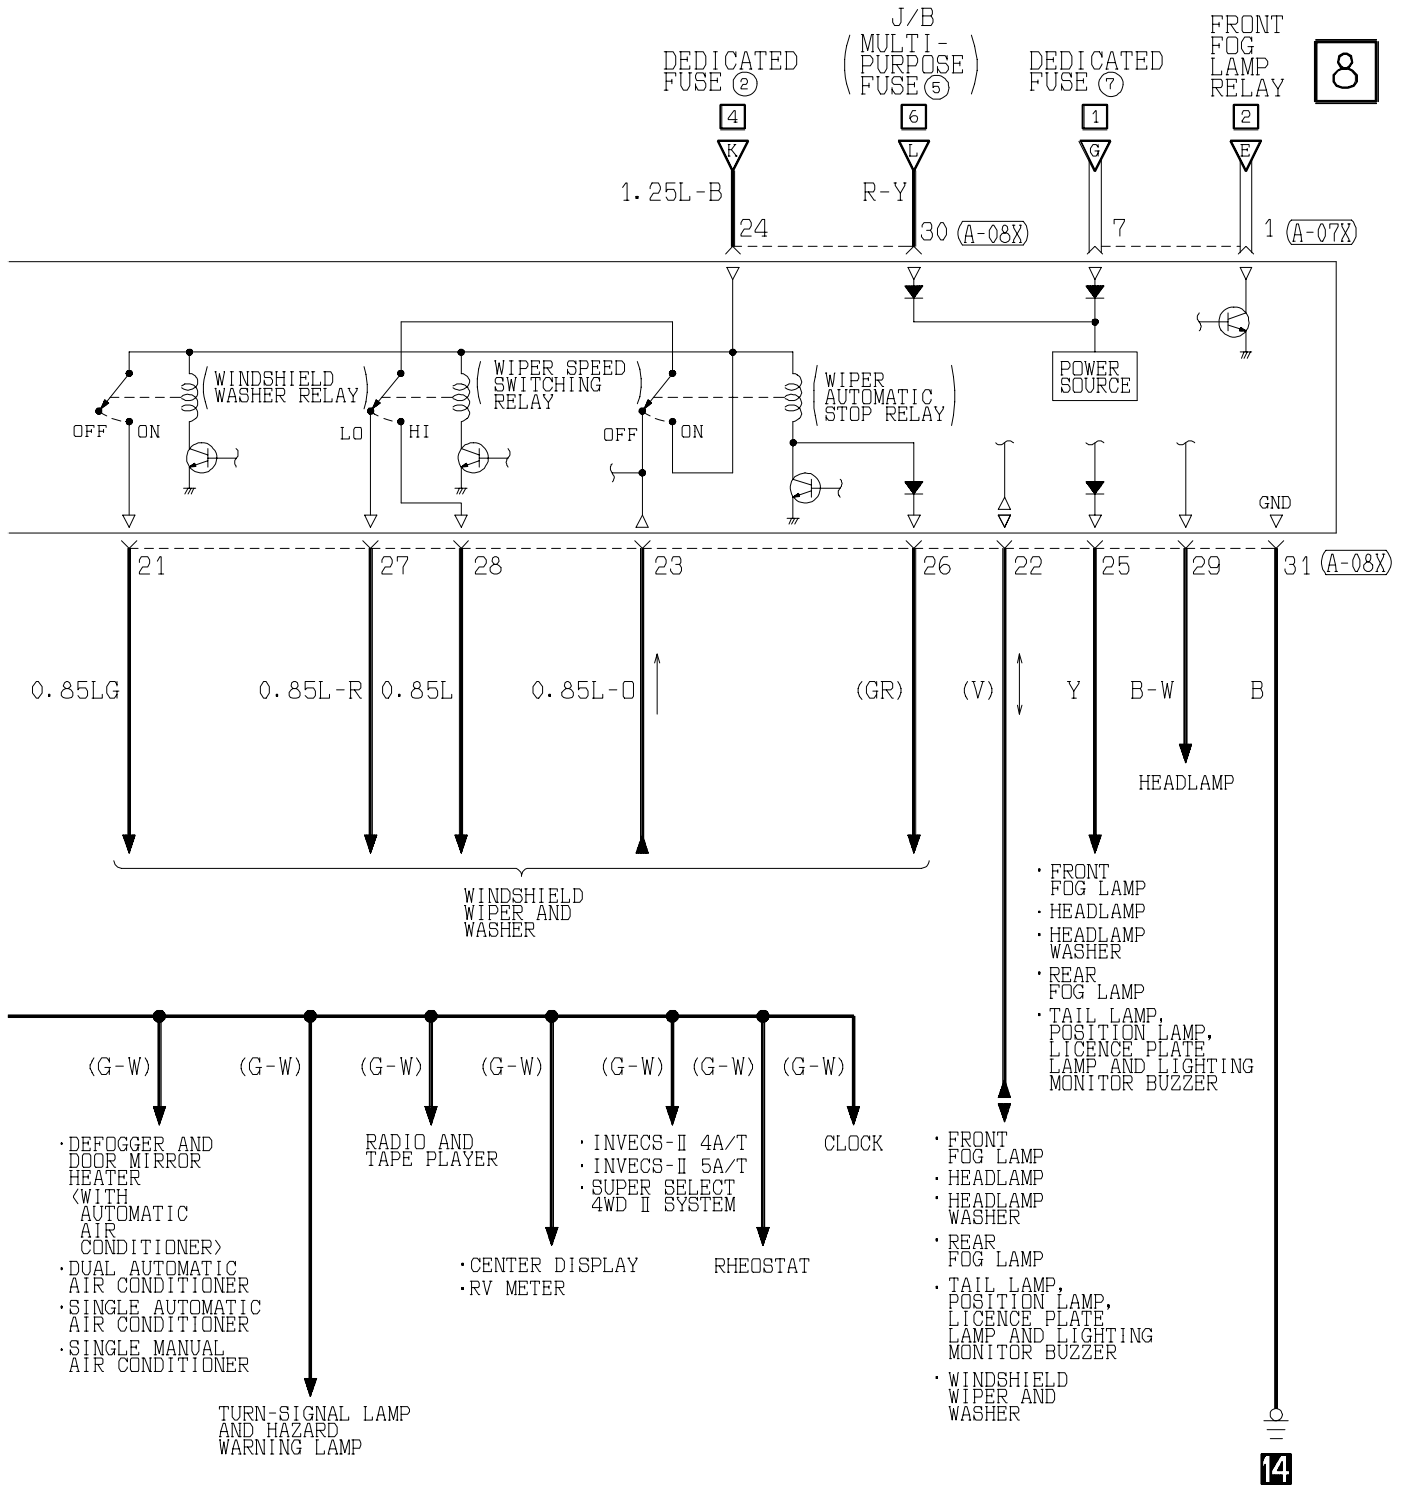 J/B
FRONT
FOG
LAMP
RELAY
8
DEDICATED
FUSE ②
(MULTI-
PURPOSE
FUSE ⑤)
DEDICATED
FUSE ⑦
4
6
1
2
K
L
G
E
1.25L-B
R-Y
24
30 (A-08X)
7
1 (A-07X)
POWER
SOURCE
(WINDSHIELD
WASHER RELAY)
(WIPER SPEED
SWITCHING
RELAY)
(WIPER
AUTOMATIC
STOP RELAY)
OFF
ON
LO
HI
OFF
ON
GND
21
27
28
23
26
22
25
29
31 (A-08X)
0.85LG
0.85L-R
0.85L
0.85L-O
(GR)
(V)
Y
B-W
B
HEADLAMP
WINDSHIELD
WIPER AND
WASHER
·FRONT
FOG LAMP
·HEADLAMP
·HEADLAMP
WASHER
·REAR
FOG LAMP
·TAIL LAMP,
POSITION LAMP,
LICENCE PLATE
LAMP AND LIGHTING
MONITOR BUZZER
(G-W)
(G-W)
(G-W)
(G-W)
(G-W)
(G-W)
(G-W)
·DEFOGGER AND
DOOR MIRROR
HEATER
<WITH
AUTOMATIC
AIR
CONDITIONER>
·DUAL AUTOMATIC
AIR CONDITIONER
·SINGLE AUTOMATIC
AIR CONDITIONER
·SINGLE MANUAL
AIR CONDITIONER
TURN-SIGNAL LAMP
AND HAZARD
WARNING LAMP
RADIO AND
TAPE PLAYER
·CENTER DISPLAY
·RV METER
·INVECS-Ⅱ 4A/T
·INVECS-Ⅱ 5A/T
·SUPER SELECT
4WD Ⅱ SYSTEM
RHEOSTAT
CLOCK
·FRONT
FOG LAMP
·HEADLAMP
·HEADLAMP
WASHER
·REAR
FOG LAMP
·TAIL LAMP,
POSITION LAMP,
LICENCE PLATE
LAMP AND LIGHTING
MONITOR BUZZER
·WINDSHIELD
WIPER AND
WASHER
14